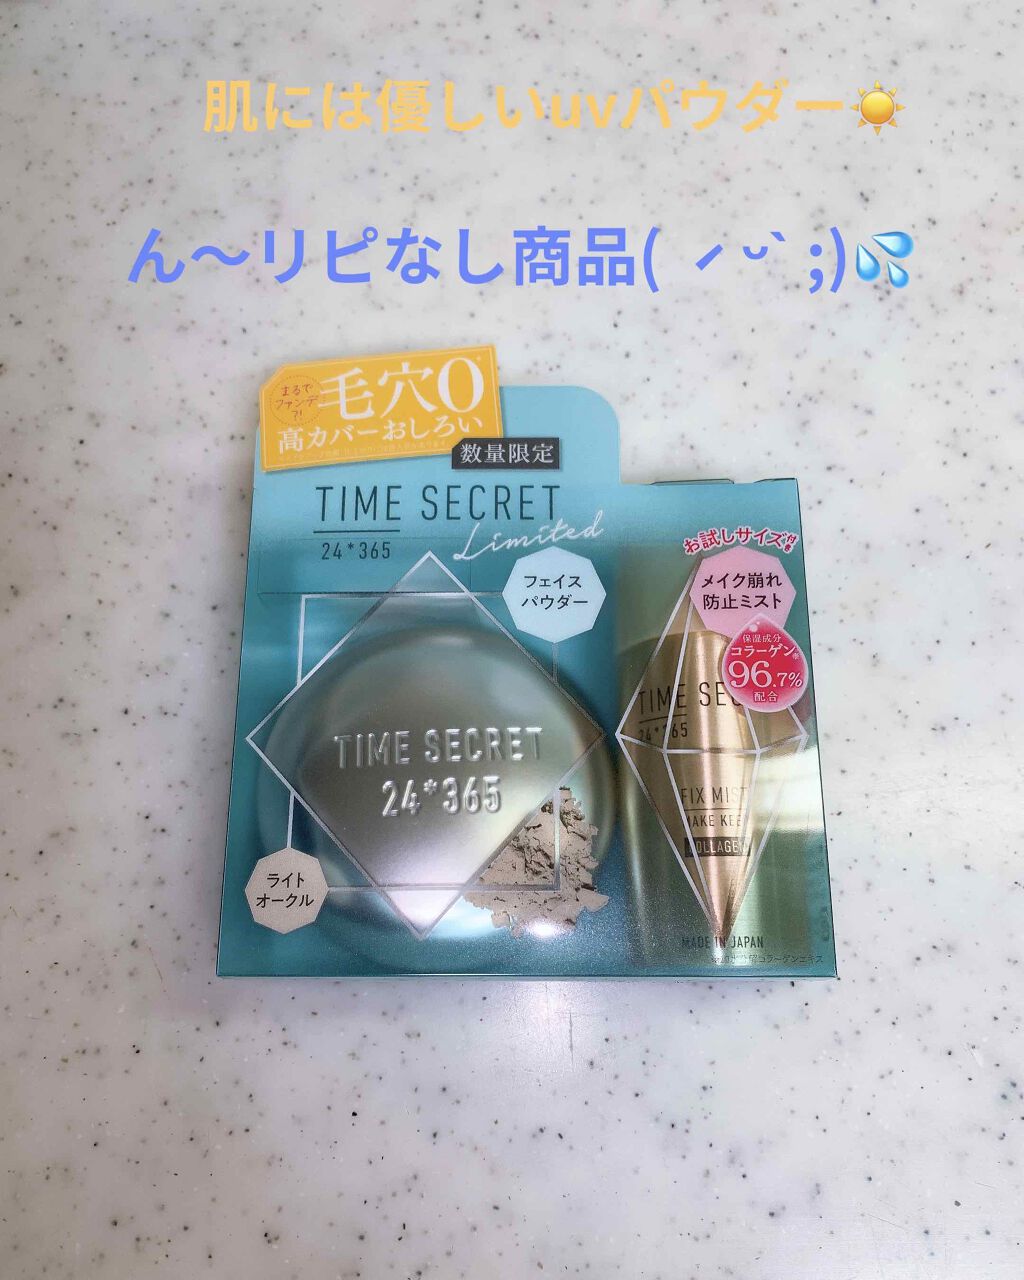 肌には優しいuvパウダー☀️
ん〜リピなし商品( ˊᵕˋ ;)💦
まるで
ファンデ
?!
毛穴0*
高カバーおしろい
数量限定
TIME SECRET
24*365
Limited
フェイス
パウダー
お試しサイズ付き
メイク崩れ
防止ミスト
保湿成分
コラーゲン※
96.7%
配合
TIME SECRET
24*365
ライト
オークル
TIME SEC
24*365
FIX MIST
MAKE KEEP
COLLAGEN
MADE IN JAPAN